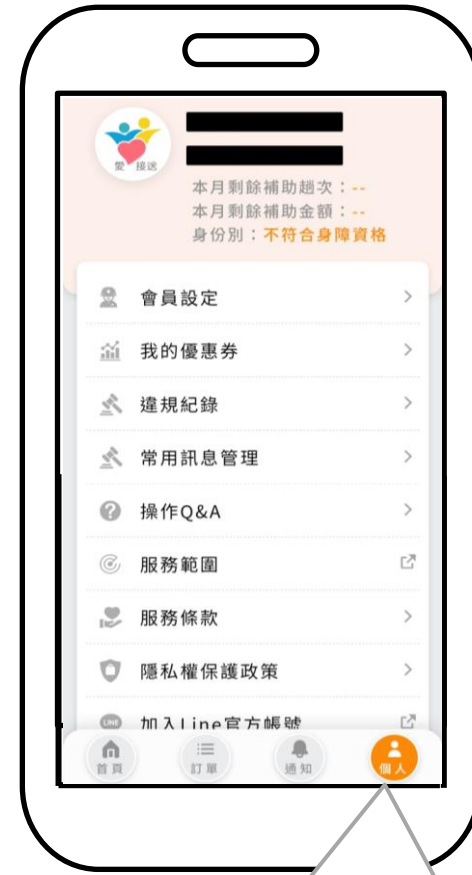 愛 接送
本月剩餘補助趟次：--
本月剩餘補助金額：--
身份別：不符合身障資格
會員設定
我的優惠券
違規紀錄
常用訊息管理
操作Q&A
服務範圍
服務條款
隱私權保護政策
LINE 加入Line官方帳號
首頁 訂單 通知 個人